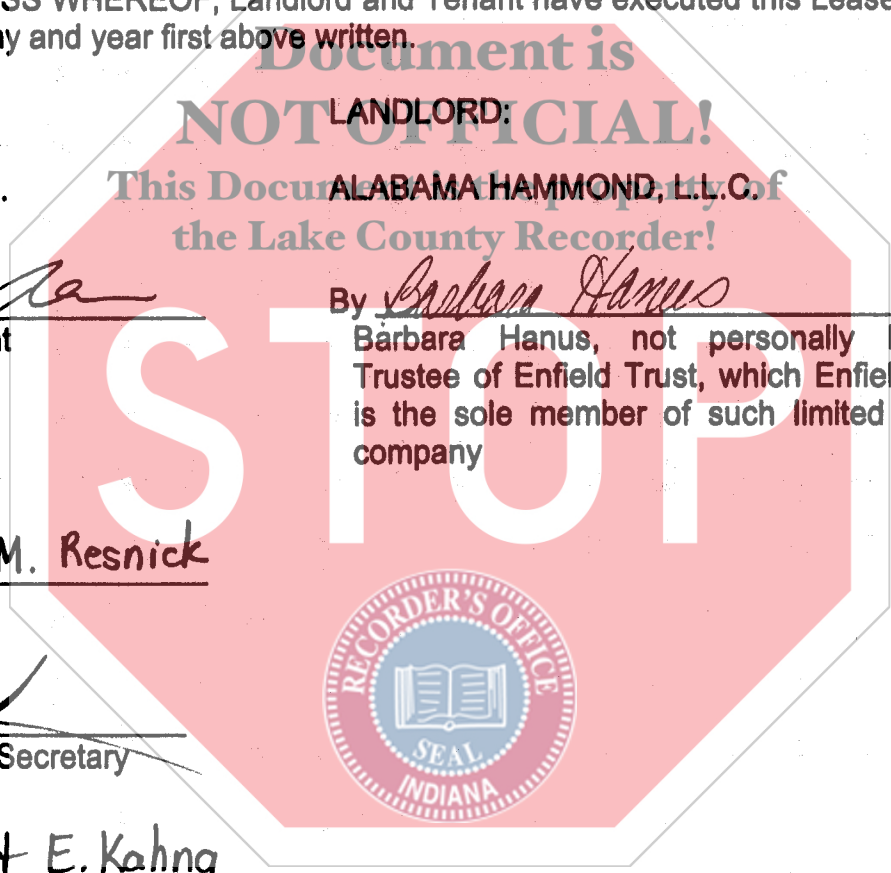 SS WHEREOF, Landlord and Tenant have executed this Lease
y and year first above written.
Document is
NOT OFFICIAL!
LANDLORD:
This Document is the property of
ALABAMA HAMMOND, L.L.C.
the Lake County Recorder!
By Barbara Hanus
Barbara Hanus, not personally
Trustee of Enfield Trust, which Enfiel
is the sole member of such limited
company
STOP
M. Resnick
RECORDER'S OFFICE
SEAL
INDIANA
Secretary
E. Kahng